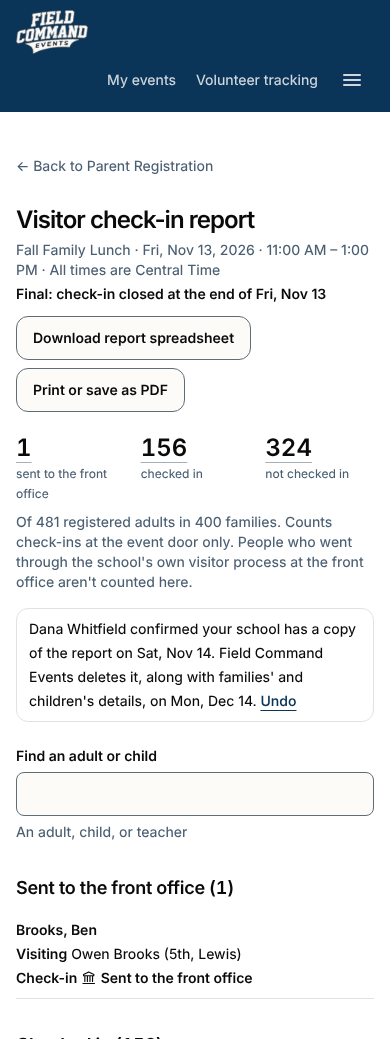 FIELD
COMMAND
EVENTS
My events Volunteer tracking
← Back to Parent Registration
Visitor check-in report
Fall Family Lunch · Fri, Nov 13, 2026 · 11:00 AM – 1:00
PM · All times are Central Time
Final: check-in closed at the end of Fri, Nov 13
Download report spreadsheet
Print or save as PDF
1 156 324
sent to the front checked in not checked in
office
Of 481 registered adults in 400 families. Counts
check-ins at the event door only. People who went
through the school's own visitor process at the front
office aren't counted here.
Dana Whitfield confirmed your school has a copy
of the report on Sat, Nov 14. Field Command
Events deletes it, along with families' and
children's details, on Mon, Dec 14. Undo
Find an adult or child
An adult, child, or teacher
Sent to the front office (1)
Brooks, Ben
Visiting Owen Brooks (5th, Lewis)
Check-in Sent to the front office